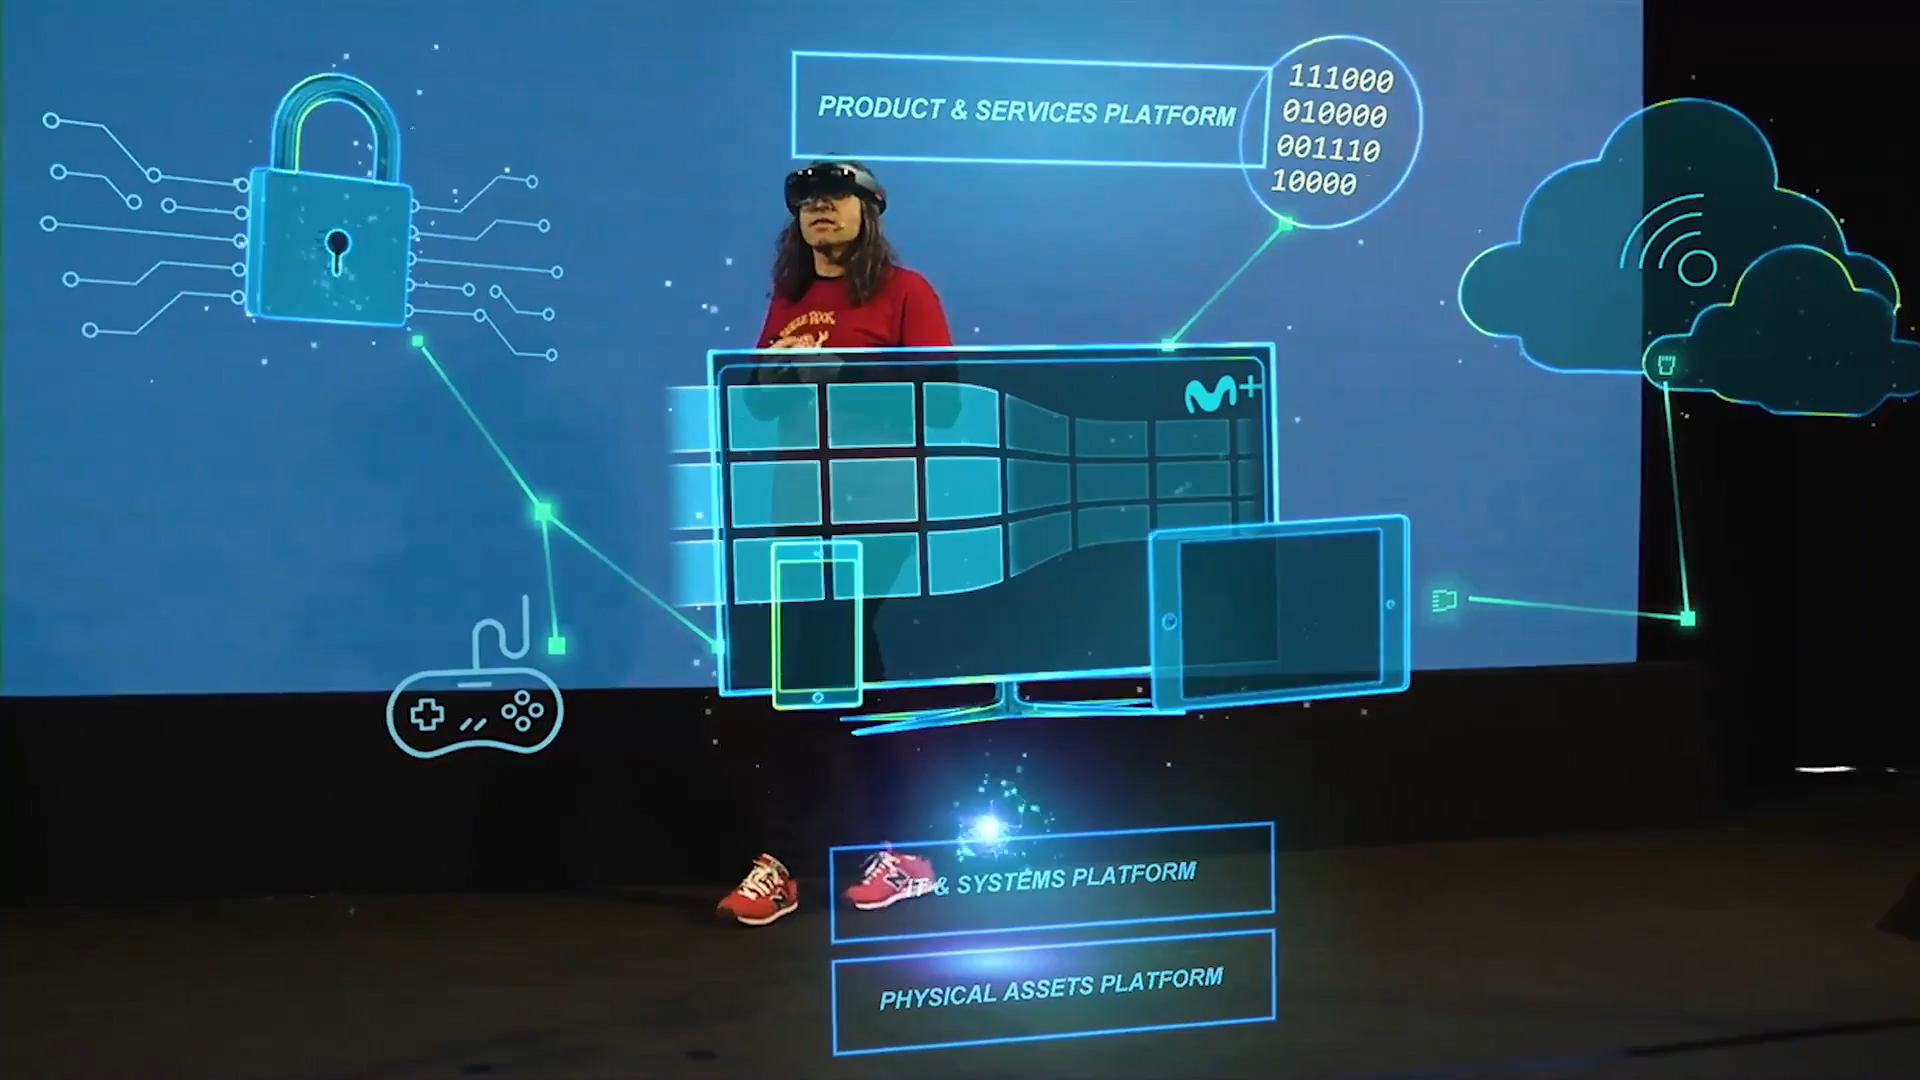 PRODUCT & SERVICES PLATFORM
111000
010000
001110
10000
M+
IT & SYSTEMS PLATFORM
PHYSICAL ASSETS PLATFORM